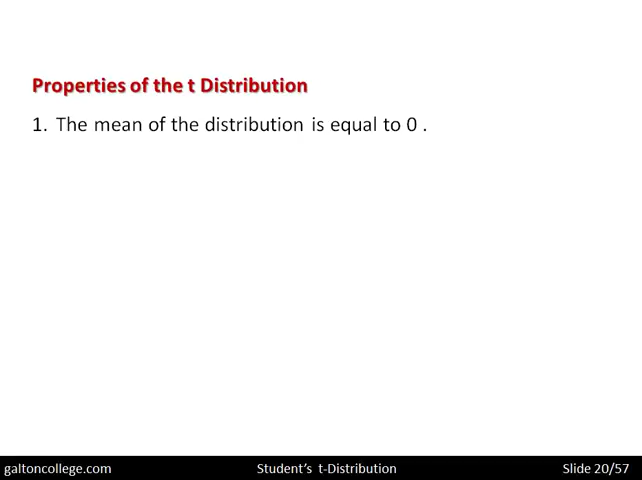 Properties of the t Distribution
1. The mean of the distribution is equal to 0 .
galtoncollege.com Student’s t-Distribution Slide 20/57